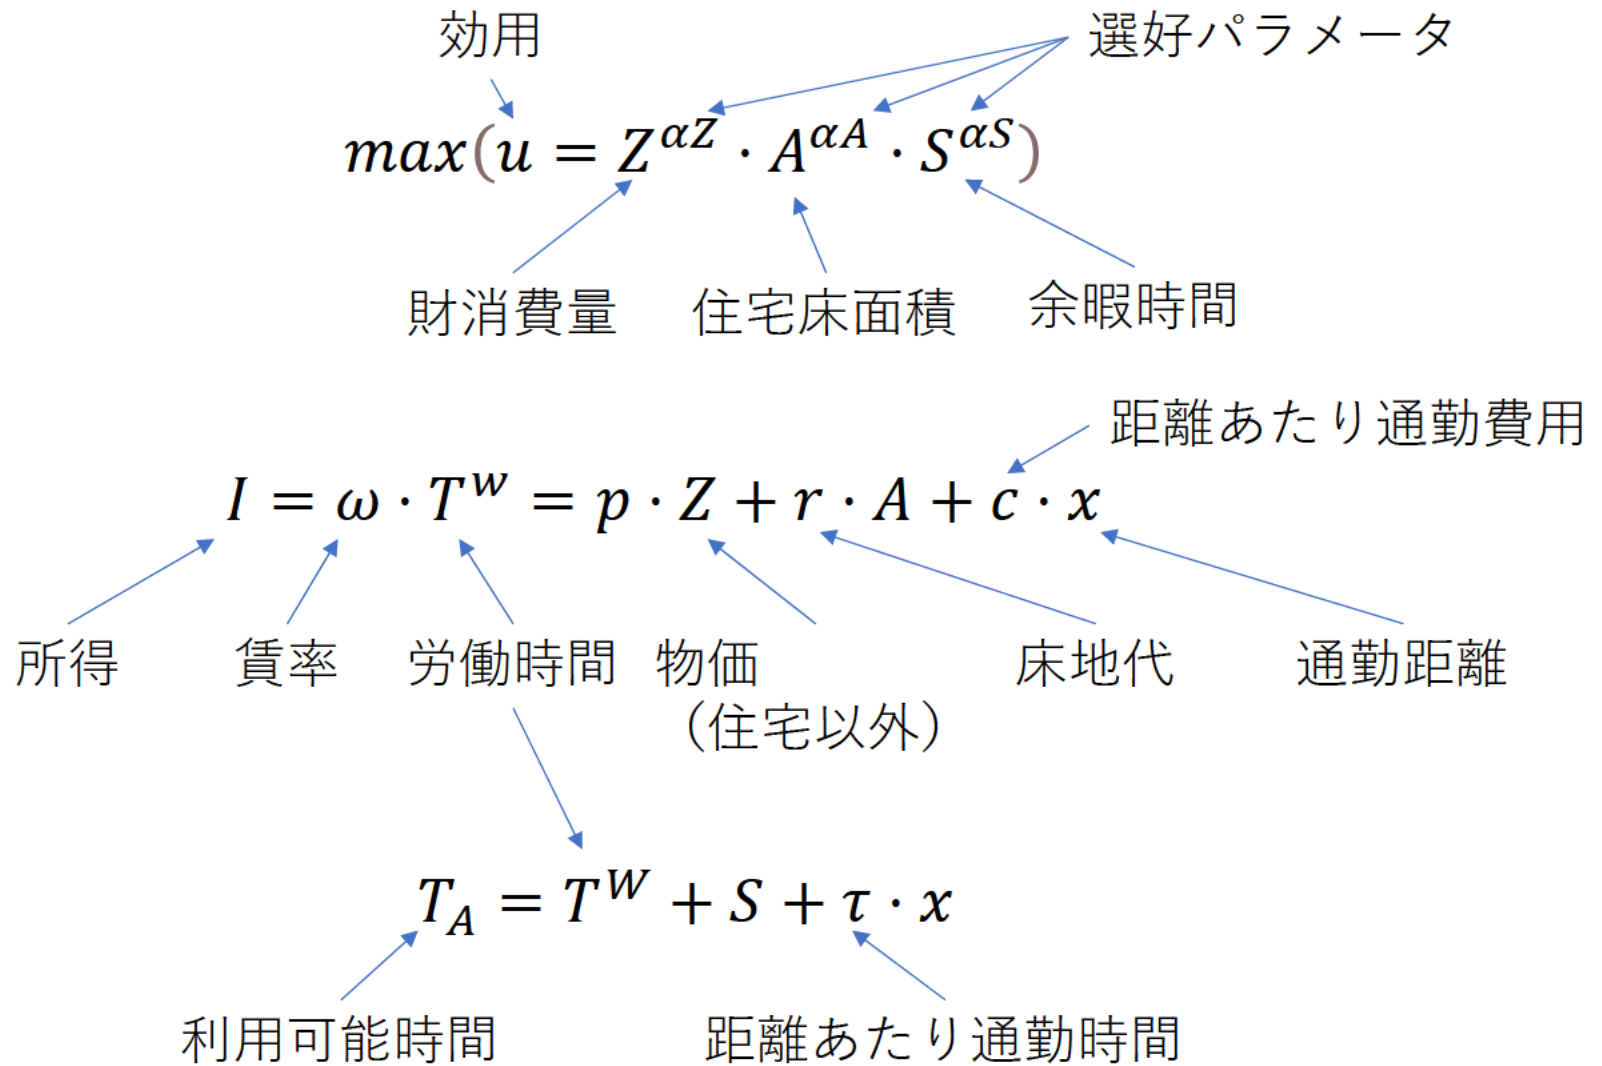 効用 選好パラメータ
max(u = Z^{αZ} · A^{αA} · S^{αS})
財消費量 住宅床面積 余暇時間
距離あたり通勤費用
I = ω · T^w = p · Z + r · A + c · x
所得 賃率 労働時間 物価 床地代 通勤距離
（住宅以外）
T_A = T^W + S + τ · x
利用可能時間 距離あたり通勤時間